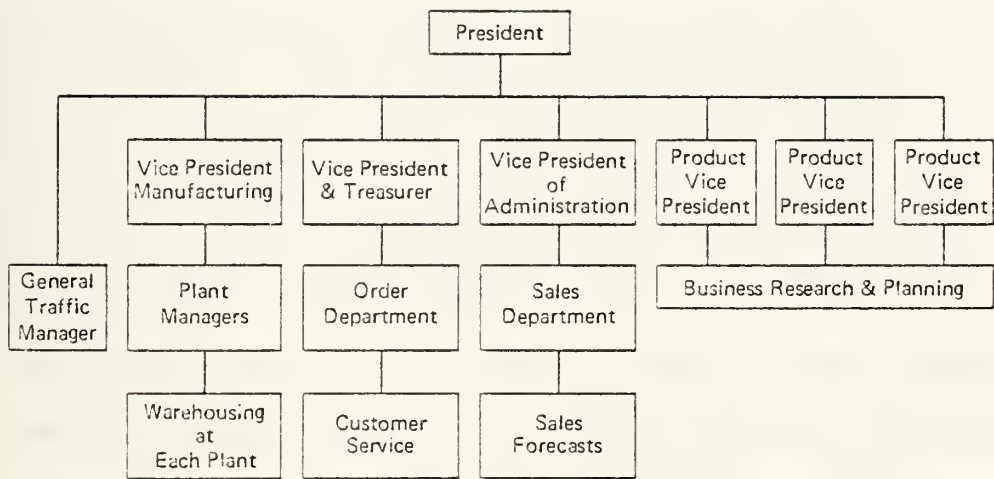 President
Vice President
Manufacturing
Vice President
& Treasurer
Vice President
of
Administration
Product
Vice
President
Product
Vice
President
Product
Vice
President
General
Traffic
Manager
Plant
Managers
Order
Department
Sales
Department
Business Research & Planning
Warehousing
at
Each Plant
Customer
Service
Sales
Forecasts